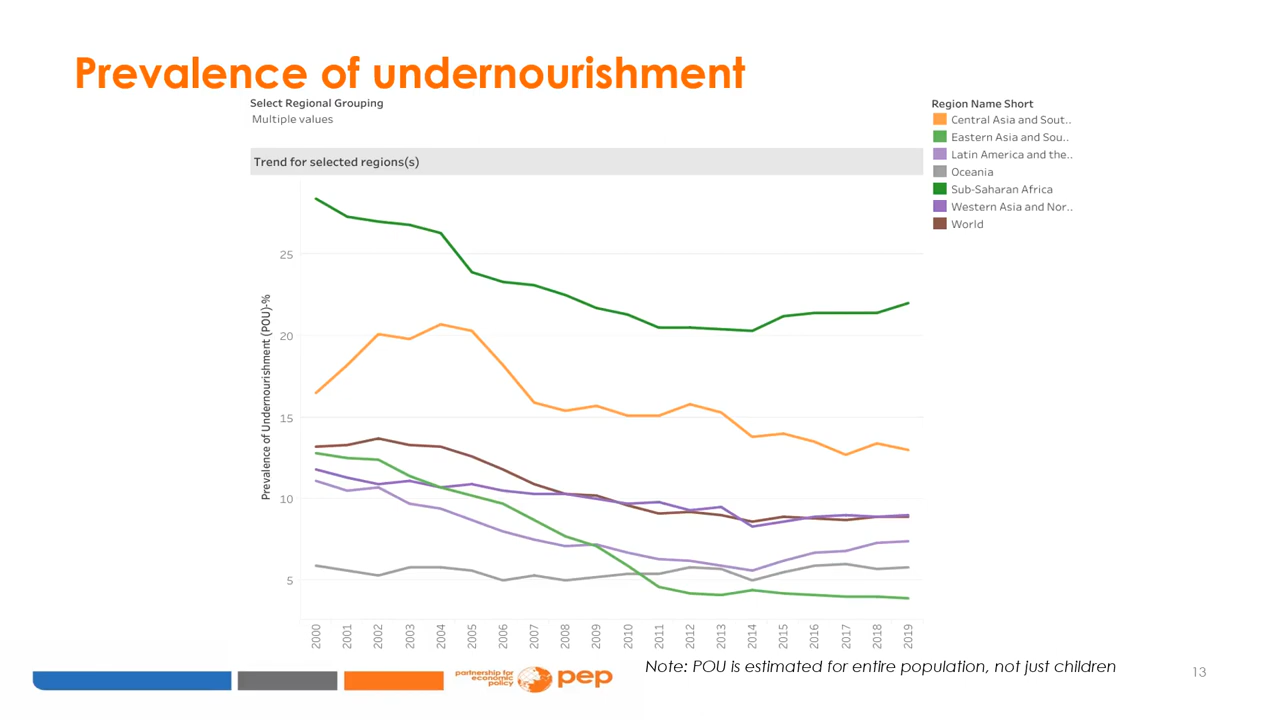 Prevalence of undernourishment
Select Regional Grouping
Multiple values
Trend for selected regions(s)
Region Name Short
Central Asia and Sout..
Eastern Asia and Sou..
Latin America and the..
Oceania
Sub-Saharan Africa
Western Asia and Nor..
World
Prevalence of Undernourishment (POU)-%
25
20
15
10
5
2000 2001 2002 2003 2004 2005 2006 2007 2008 2009 2010 2011 2012 2013 2014 2015 2016 2017 2018 2019
Note: POU is estimated for entire population, not just children
partnership for
economic
policy
pep
13